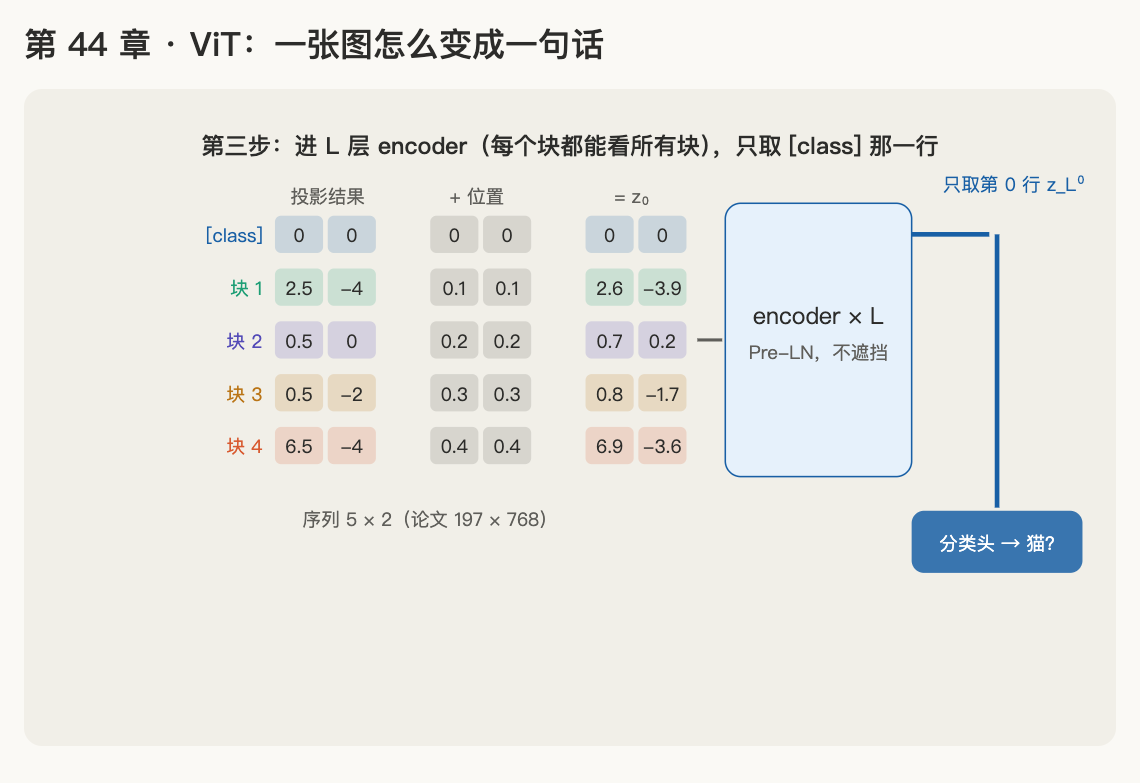 第 44 章 · ViT：一张图怎么变成一句话
第三步：进 L 层 encoder（每个块都能看所有块），只取 [class] 那一行
只取第 0 行 z_L⁰
投影结果 + 位置 = z₀
[class] 0 0 0 0 0 0
块 1 2.5 −4 0.1 0.1 2.6 −3.9
块 2 0.5 0 0.2 0.2 0.7 0.2
块 3 0.5 −2 0.3 0.3 0.8 −1.7
块 4 6.5 −4 0.4 0.4 6.9 −3.6
encoder × L
Pre−LN，不遮挡
序列 5 × 2（论文 197 × 768）
分类头 → 猫？